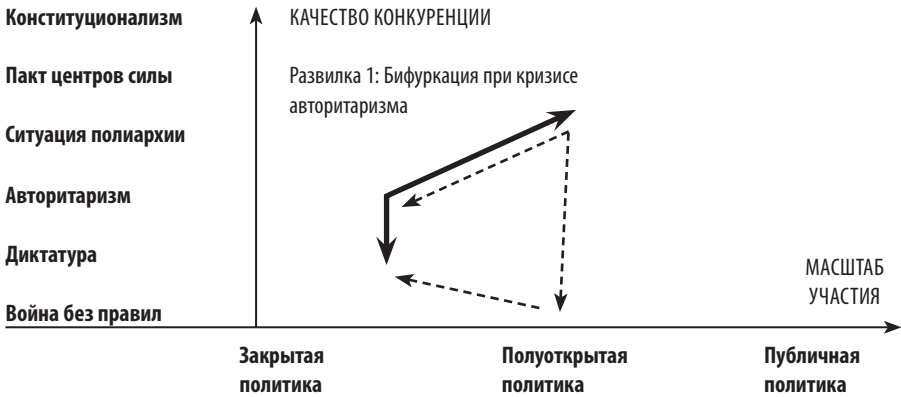 Конституционализм
КАЧЕСТВО КОНКУРЕНЦИИ
Пакт центров силы
Развилка 1: Бифуркация при кризисе
авторитаризма
Ситуация полиархии
Авторитаризм
Диктатура
МАСШТАБ
УЧАСТИЯ
Война без правил
Закрытая
политика
Полуоткрытая
политика
Публичная
политика